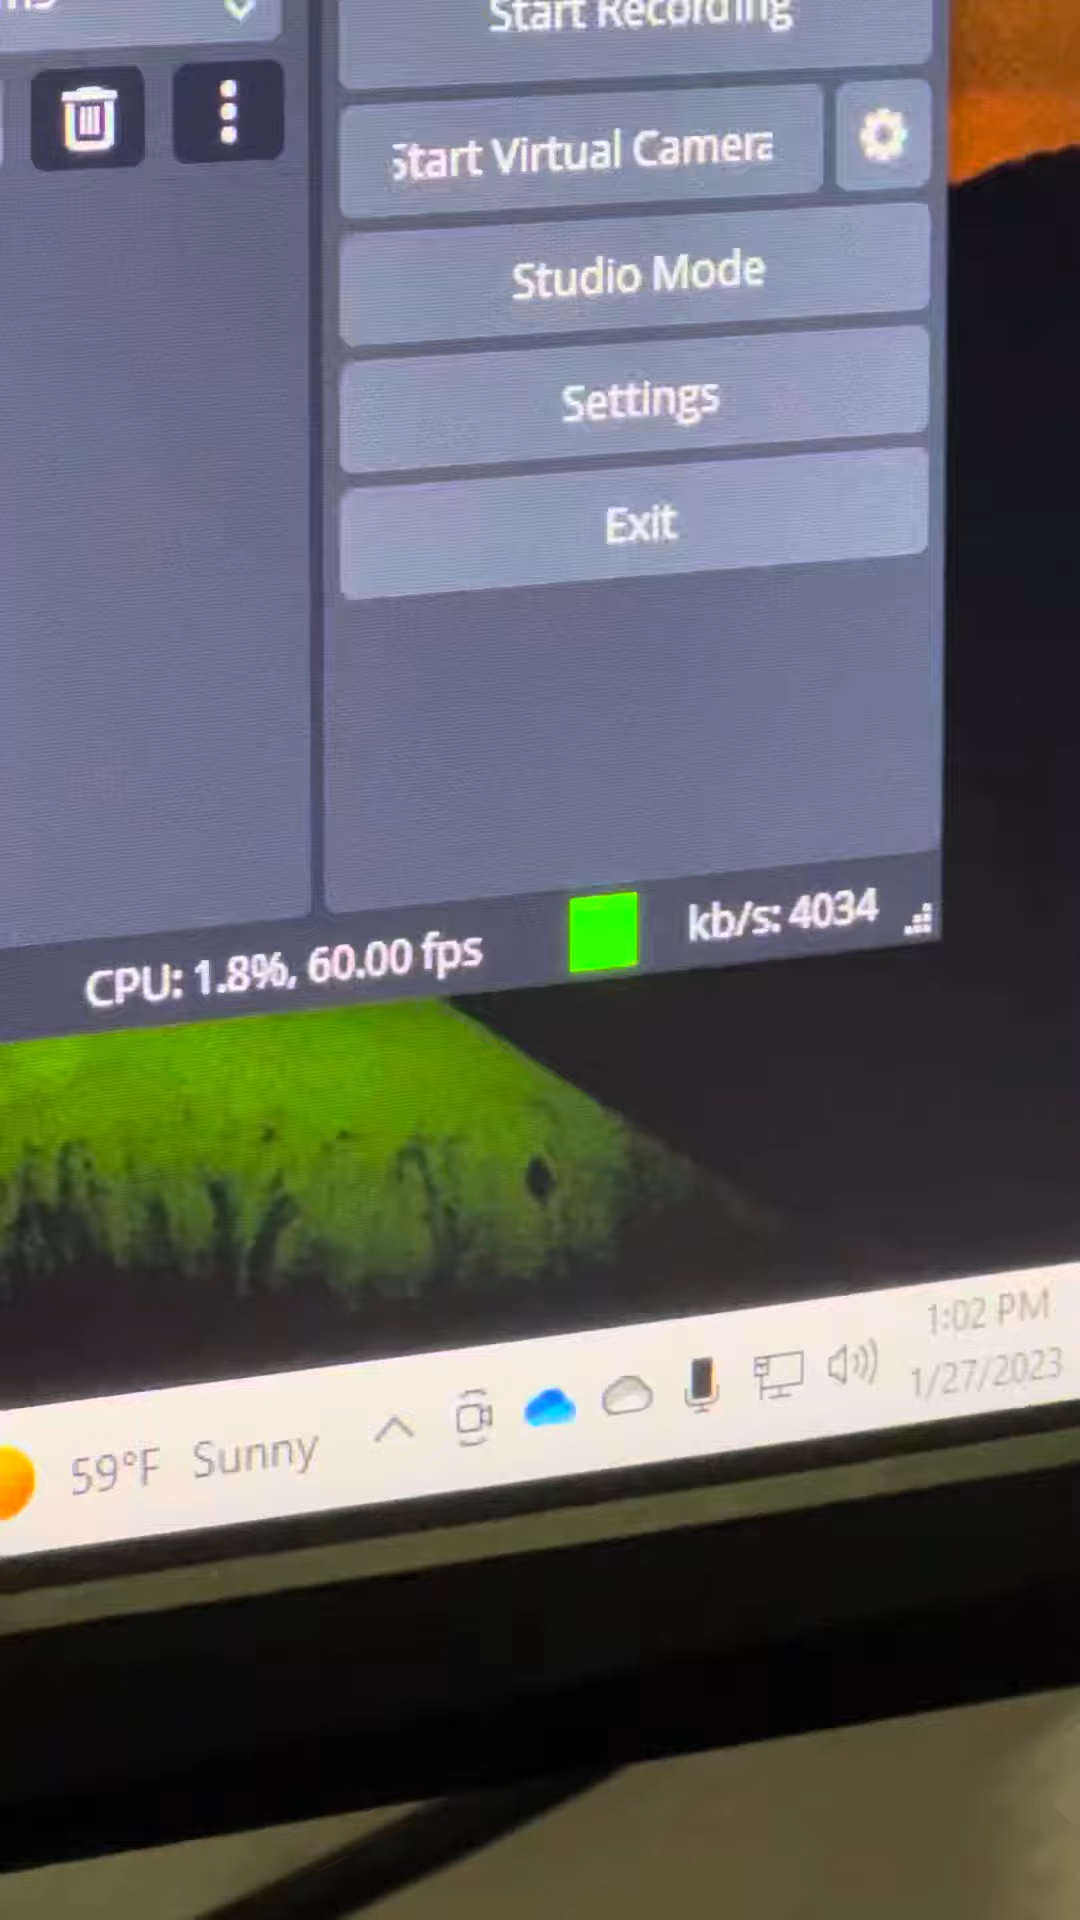 Start Recording
Start Virtual Camera
Studio Mode
Settings
Exit
CPU: 1.8%, 60.00 fps
kb/s: 4034
1:02 PM
59°F Sunny
1/27/2023